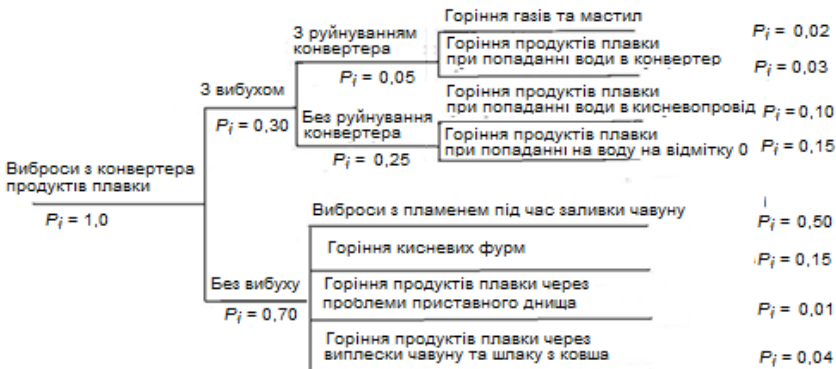 Горіння газів та мастил
Pi = 0,02
З руйнуванням
конвертера
Pi = 0,05
Горіння продуктів плавки
при попаданні води в конвертер
Pi = 0,03
З вибухом
Pi = 0,30
Горіння продуктів плавки
при попаданні води в кисневопровід
Pi = 0,10
Без руйнування
конвертера
Pi = 0,25
Горіння продуктів плавки
при попаданні на воду на відмітку 0
Pi = 0,15
Викиброси з конвертера
продуктів плавки
Pi = 1,0
Виброси з пламенем під час заливки чавуну
Pi = 0,50
Горіння кисневих фурм
Pi = 0,15
Без вибуху
Pi = 0,70
Горіння продуктів плавки через
проблеми приставного днища
Pi = 0,01
Горіння продуктів плавки через
виплески чавуну та шлаку з ковша
Pi = 0,04